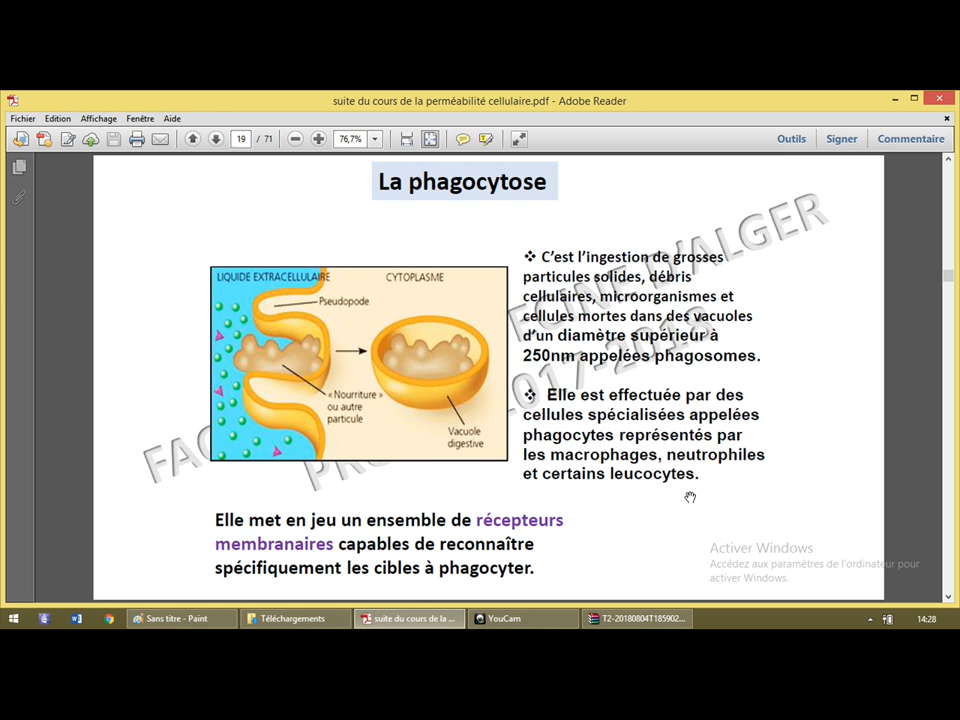 suite du cours de la perméabilité cellulaire.pdf - Adobe Reader
Fichier Edition Affichage Fenêtre Aide
19 / 71
76,7%
Outils Signer Commentaire
La phagocytose
LIQUIDE EXTRACELLULAIRE
CYTOPLASME
Pseudopode
« Nourriture »
ou autre
particule
Vacuole
digestive
❖ C'est l'ingestion de grosses
particules solides, débris
cellulaires, microorganismes et
cellules mortes dans des vacuoles
d'un diamètre supérieur à
250nm appelées phagosomes.
❖ Elle est effectuée par des
cellules spécialisées appelées
phagocytes représentés par
les macrophages, neutrophiles
et certains leucocytes.
Elle met en jeu un ensemble de récepteurs
membranaires capables de reconnaître
spécifiquement les cibles à phagocyter.
D'ALGER
2017-2018
Activer Windows
Accédez aux paramètres de l'ordinateur pour
activer Windows.
Sans titre - Paint
Téléchargements
suite du cours de la ...
YouCam
T2-20180804T185902...
14:28